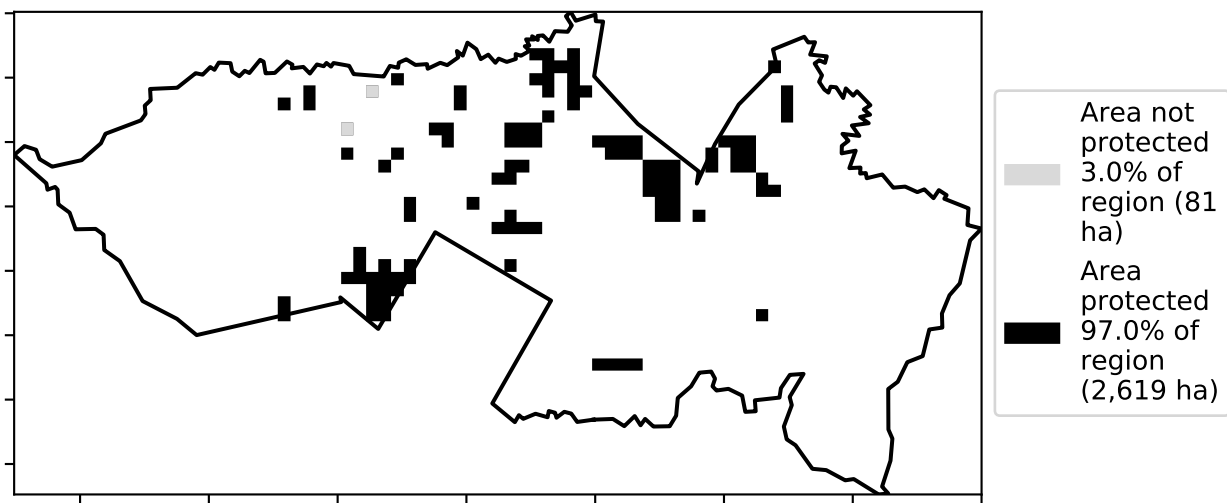 Area not
protected
3.0% of
region (81
ha)
Area
protected
97.0% of
region
(2,619 ha)